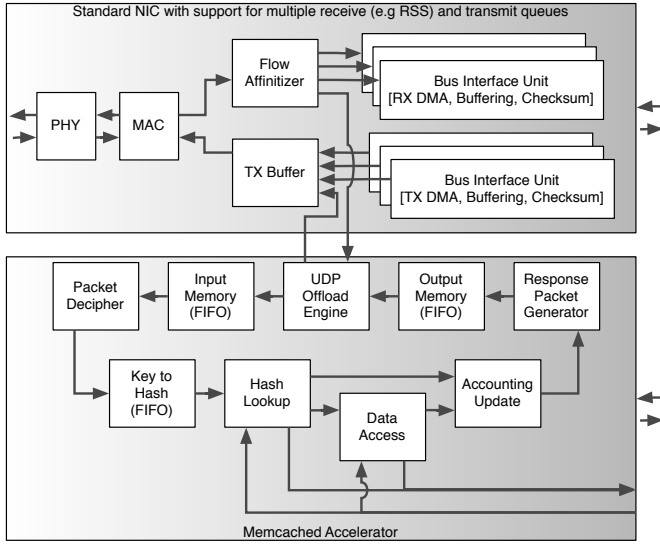 Standard NIC with support for multiple receive (e.g RSS) and transmit queues
Flow
Affinitizer
Bus Interface Unit
[RX DMA, Buffering, Checksum]
PHY
MAC
TX Buffer
Bus Interface Unit
[TX DMA, Buffering, Checksum]
Packet
Decipher
Input
Memory
(FIFO)
UDP
Offload
Engine
Output
Memory
(FIFO)
Response
Packet
Generator
Key to
Hash
(FIFO)
Hash
Lookup
Data
Access
Accounting
Update
Memcached Accelerator